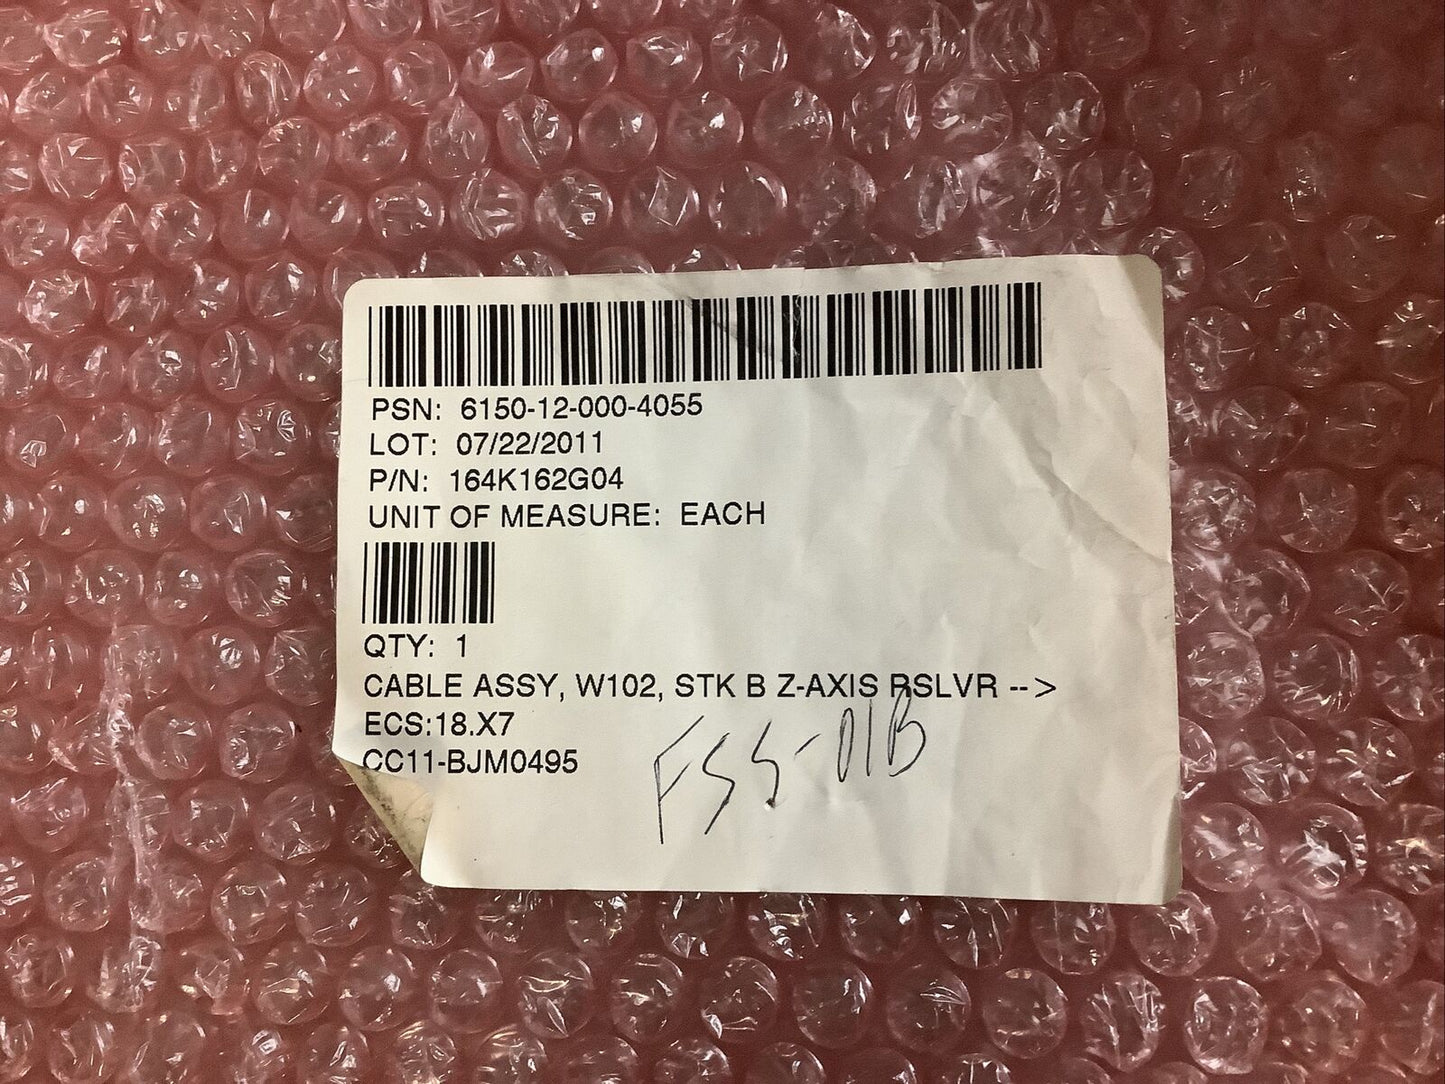 PSN: 6150-12-000-4055
LOT: 07/22/2011
P/N: 164K162G04
UNIT OF MEASURE: EACH
QTY: 1
CABLE ASSY, W102, STK B Z-AXIS RSLVR -->
ECS:18.X7
CC11-BJM0495
FSS-01B